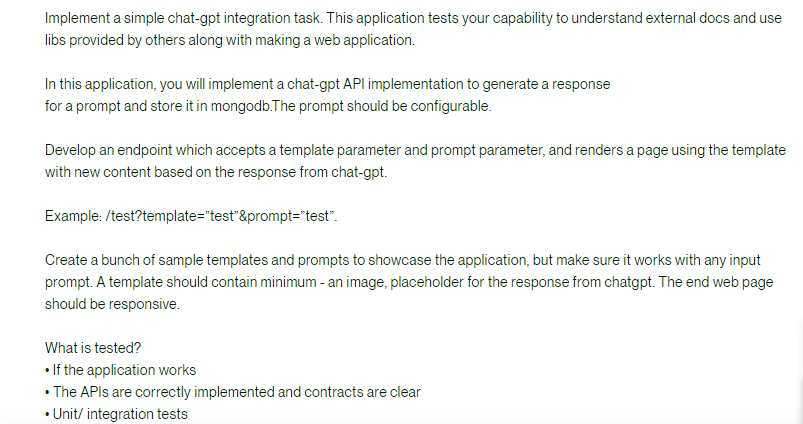 Implement a simple chat-gpt integration task. This application tests your capability to understand external docs and use
libs provided by others along with making a web application.
In this application, you will implement a chat-gpt API implementation to generate a response
for a prompt and store it in mongodb.The prompt should be configurable.
Develop an endpoint which accepts a template parameter and prompt parameter, and renders a page using the template
with new content based on the response from chat-gpt.
Example: /test?template="test"&prompt="test".
Create a bunch of sample templates and prompts to showcase the application, but make sure it works with any input
prompt. A template should contain minimum - an image, placeholder for the response from chatgpt. The end web page
should be responsive.
What is tested?
• If the application works
• The APIs are correctly implemented and contracts are clear
• Unit/ integration tests